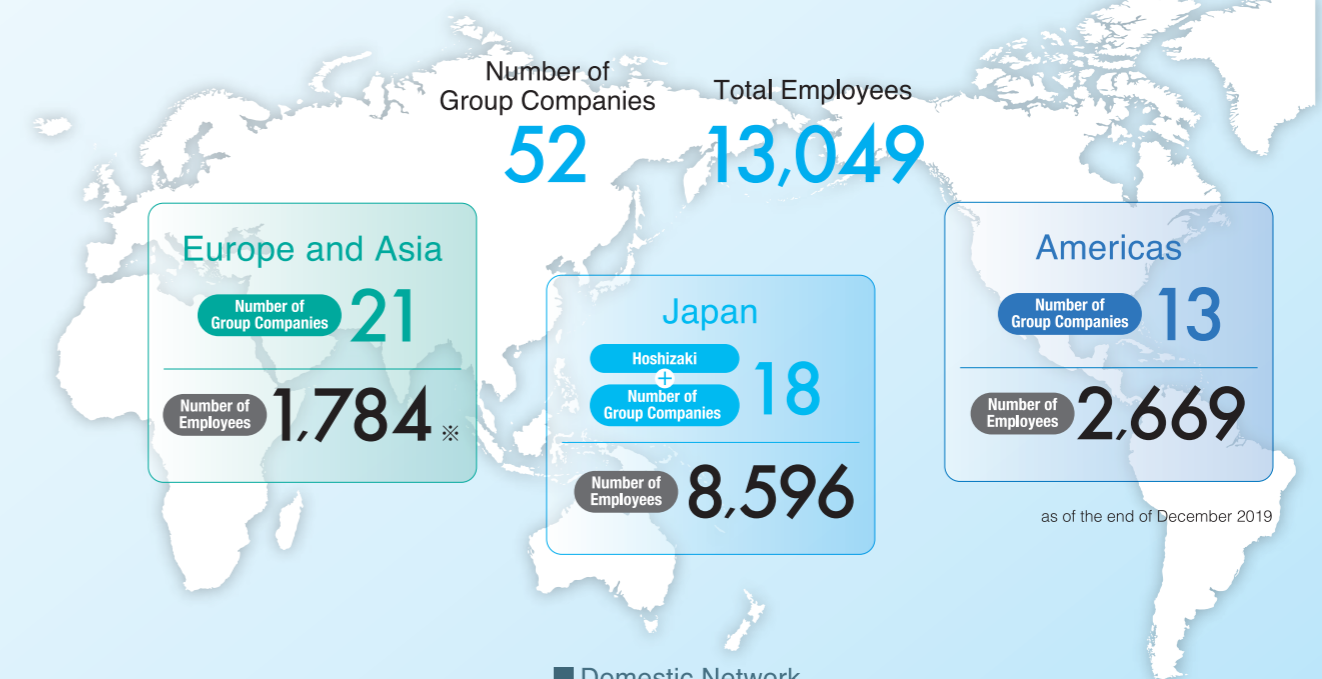 Number of
Group Companies
52
Total Employees
13,049
Europe and Asia
Number of
Group Companies
21
Number of
Employees
1,784 ※
Japan
Hoshizaki
+
Number of
Group Companies
18
Number of
Employees
8,596
Americas
Number of
Group Companies
13
Number of
Employees
2,669
as of the end of December 2019
■ Domestic Network